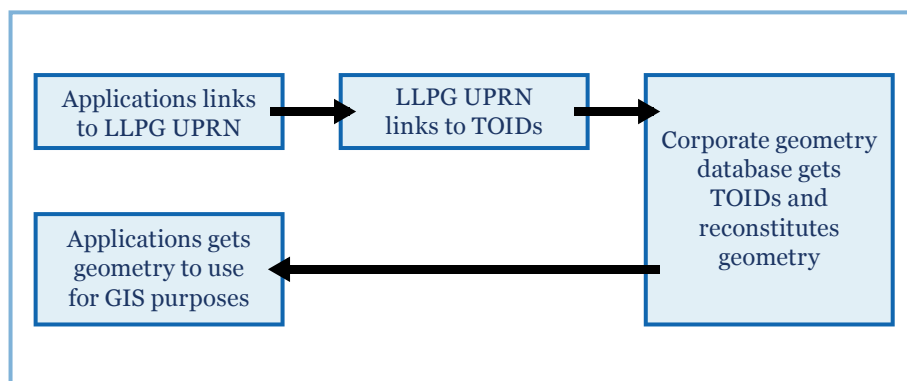 Applications links
to LLPG UPRN
LLPG UPRN
links to TOIDs
Corporate geometry
database gets
TOIDs and
reconstitutes
geometry
Applications gets
geometry to use
for GIS purposes